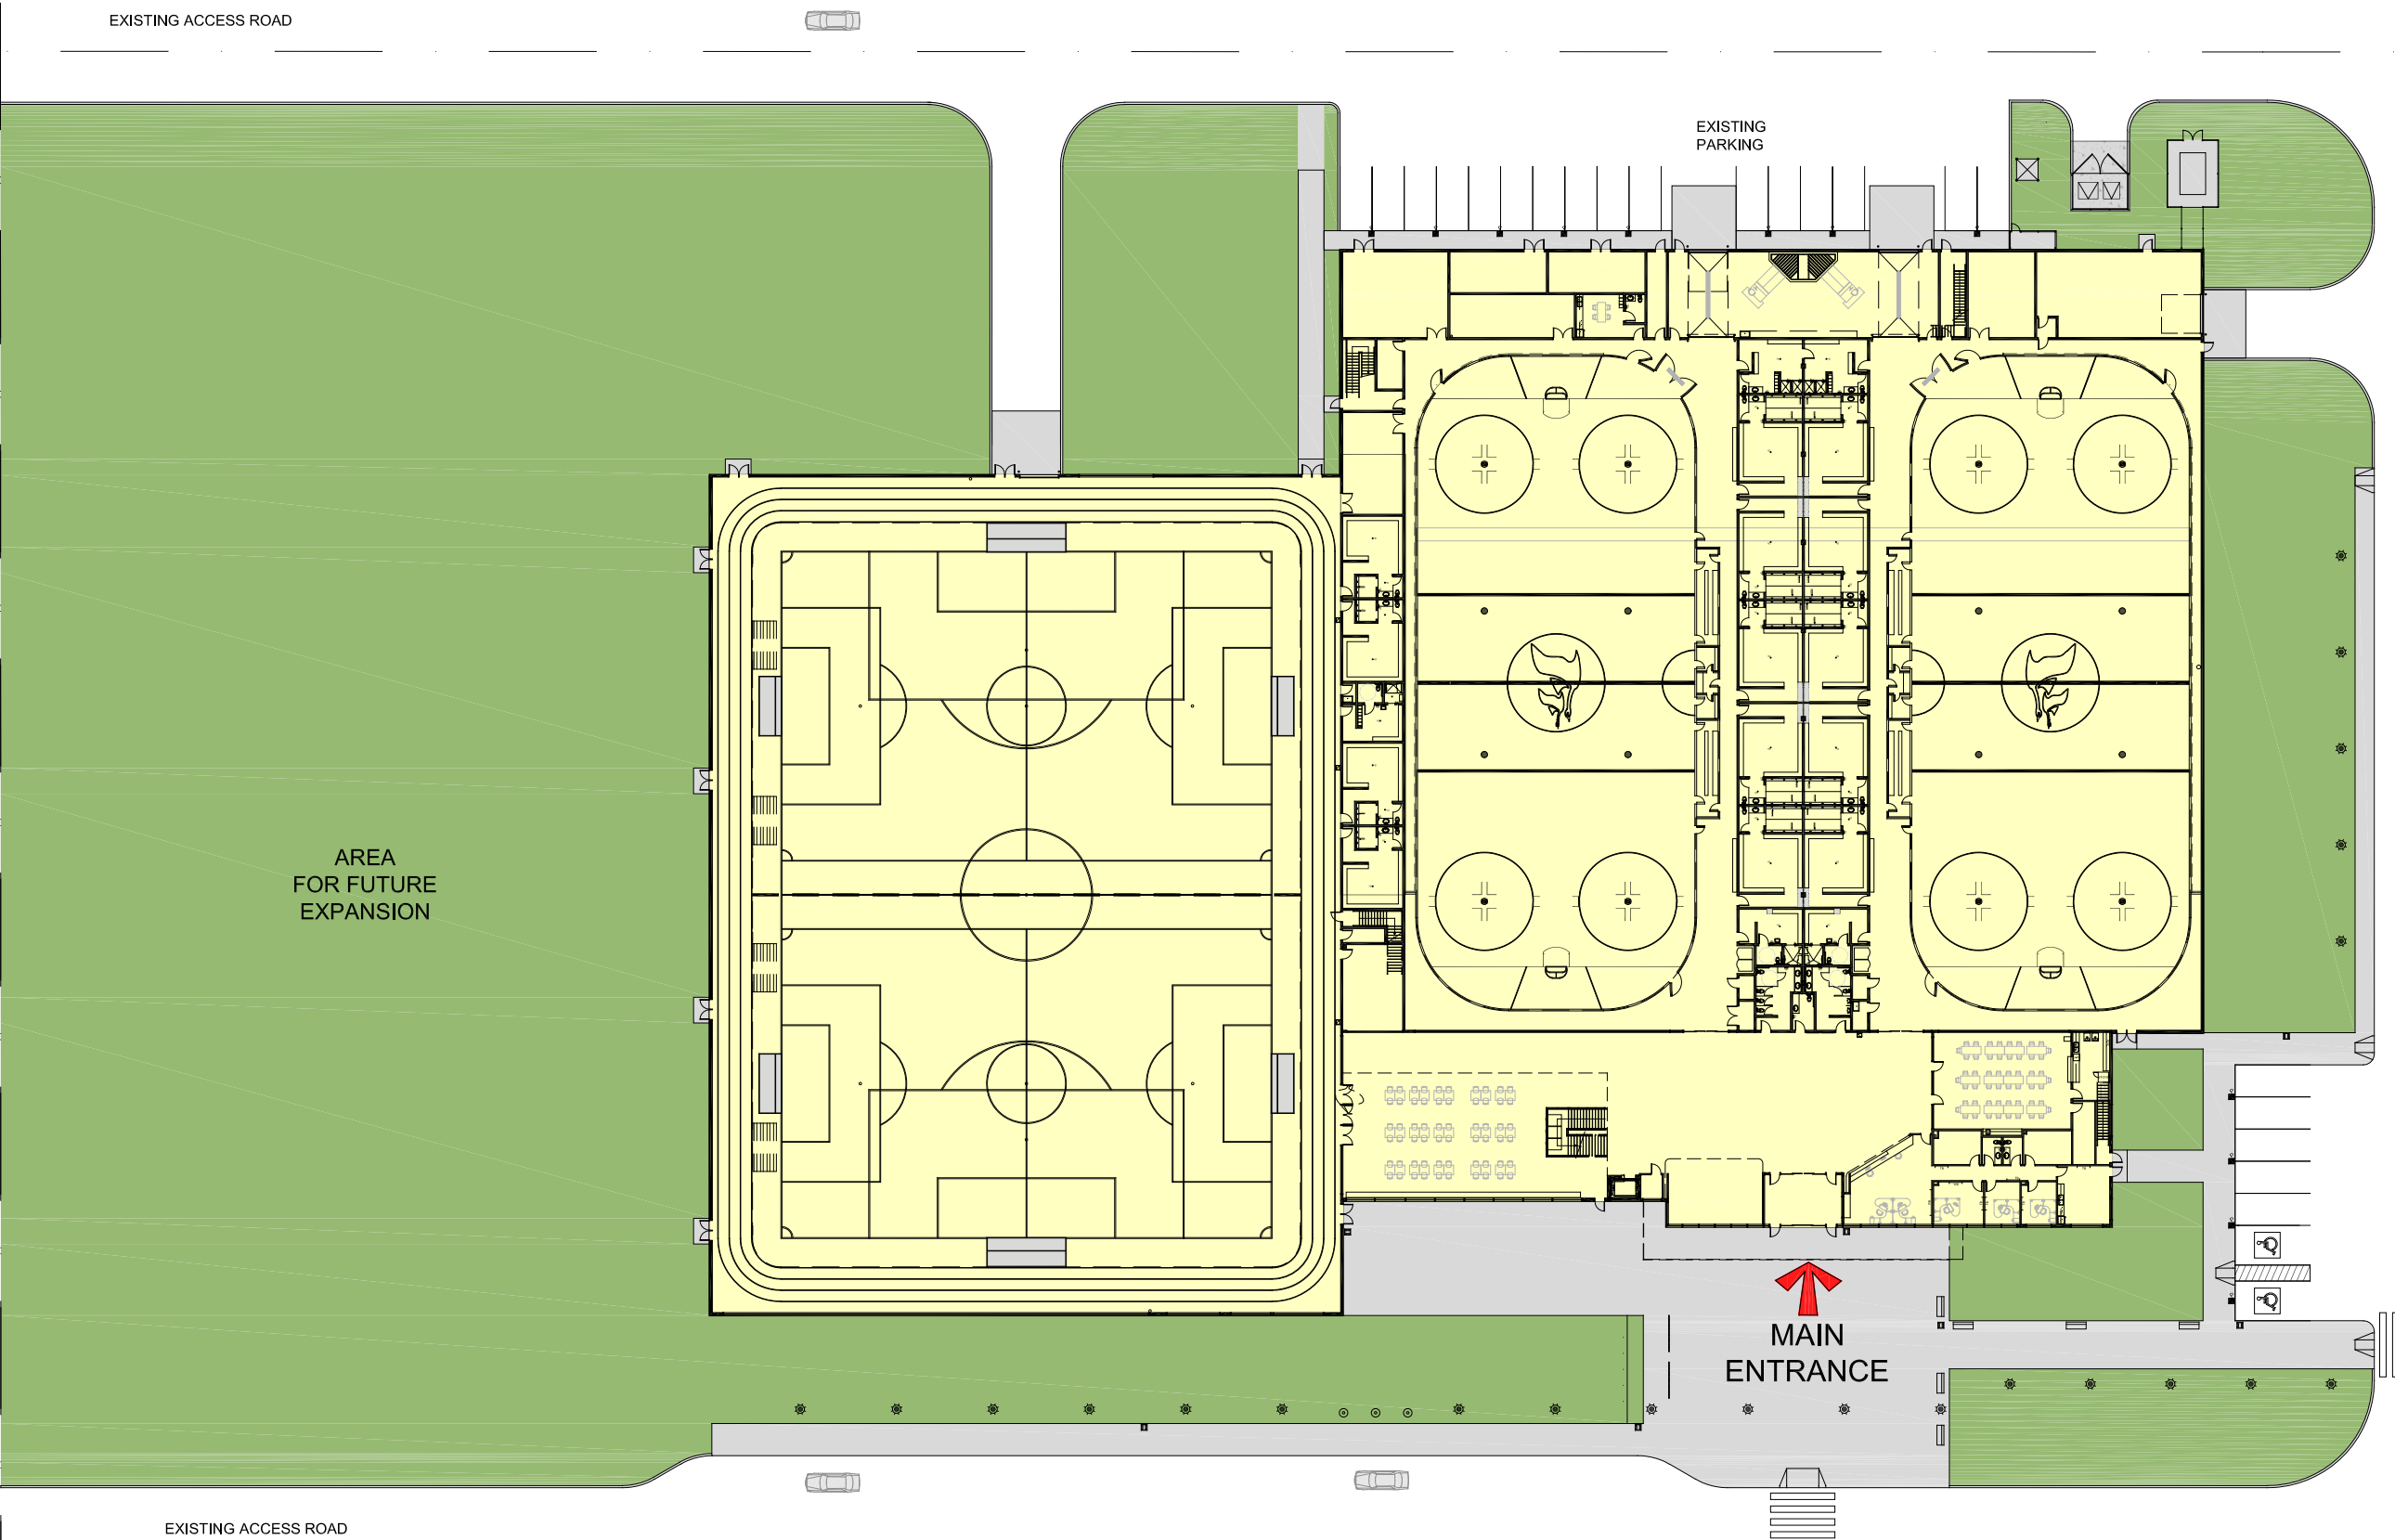 EXISTING ACCESS ROAD
EXISTING
PARKING
AREA
FOR FUTURE
EXPANSION
MAIN
ENTRANCE
EXISTING ACCESS ROAD